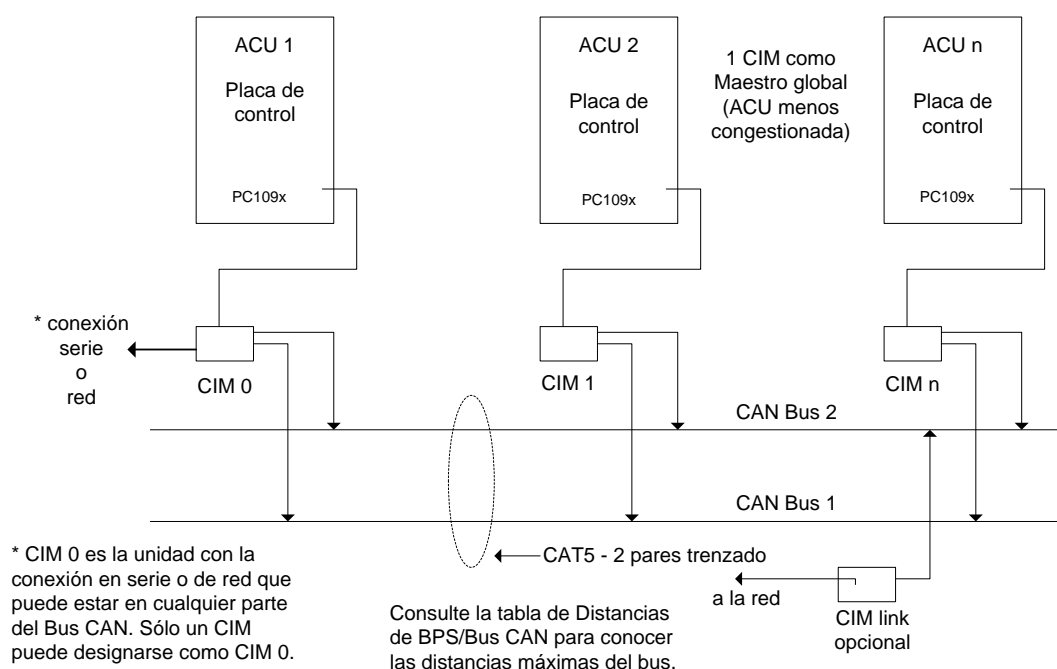 ACU 1
Placa de
control
PC109x
ACU 2
Placa de
control
PC109x
1 CIM como
Maestro global
(ACU menos
congestionada)
ACU n
Placa de
control
PC109x
* conexión
serie
o
red
CIM 0
CIM 1
CIM n
CAN Bus 2
CAN Bus 1
CAT5 - 2 pares trenzado
* CIM 0 es la unidad con la
conexión en serie o de red que
puede estar en cualquier parte
del Bus CAN. Sólo un CIM
puede designarse como CIM 0.
Consulte la tabla de Distancias
de BPS/Bus CAN para conocer
las distancias máximas del bus.
a la red
CIM link
opcional